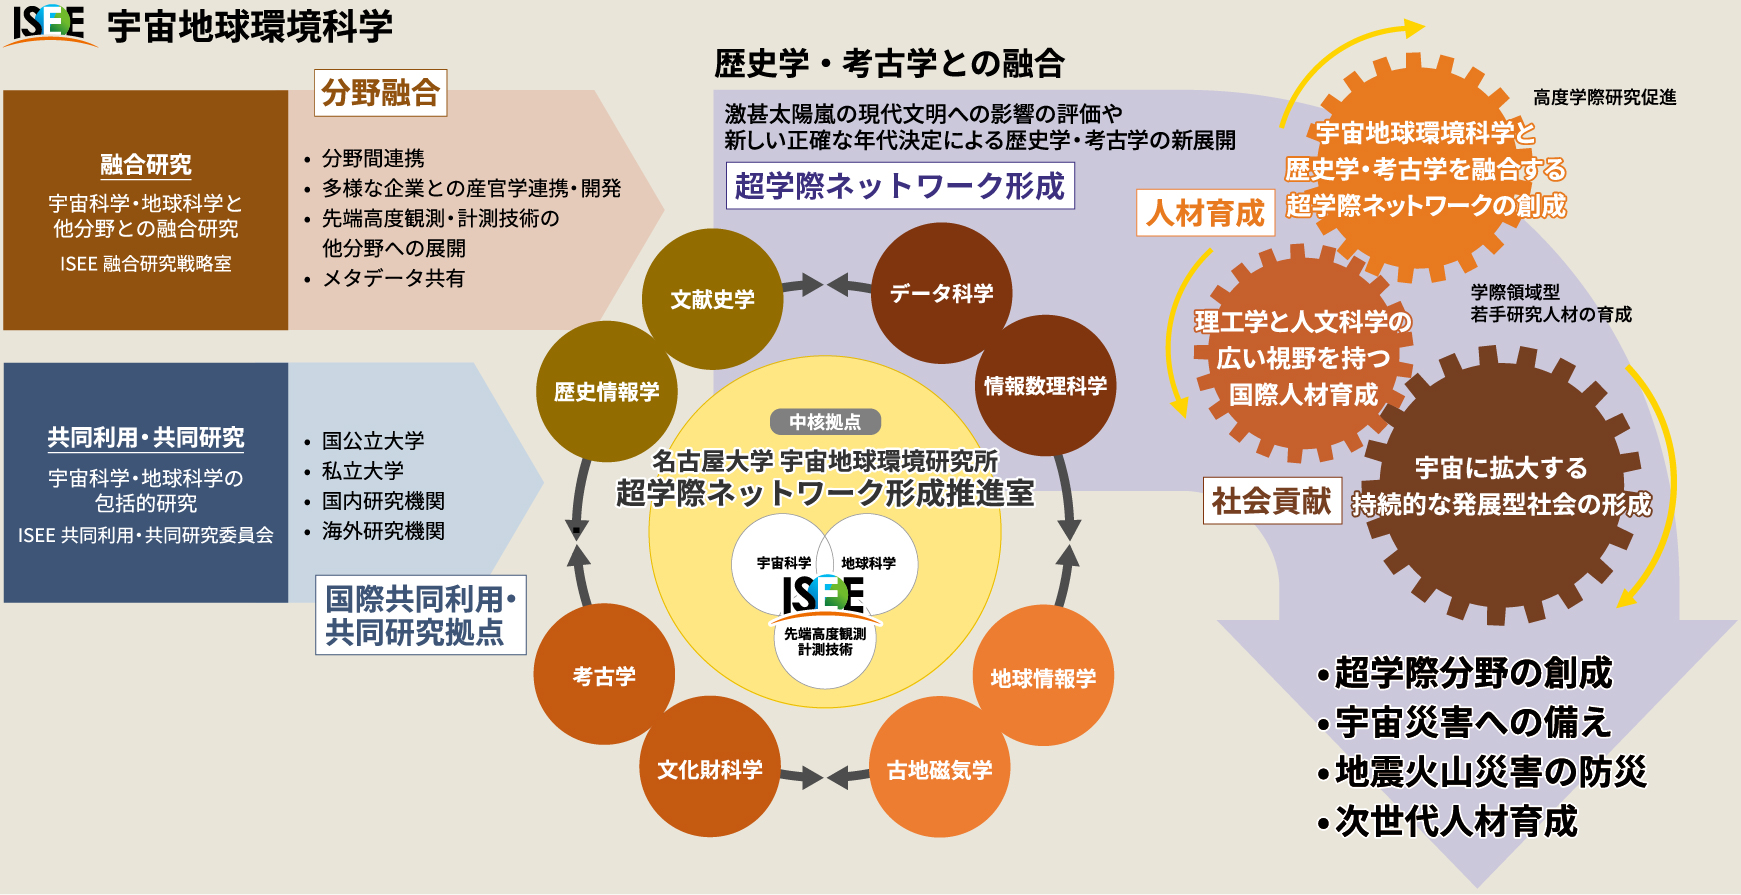 ISEE 宇宙地球環境科学
分野融合
融合研究
宇宙科学・地球科学と
他分野との融合研究
ISEE 融合研究戦略室
• 分野間連携
• 多様な企業との産官学連携・開発
• 先端高度観測・計測技術の
他分野への展開
• メタデータ共有
共同利用・共同研究
宇宙科学・地球科学の
包括的研究
ISEE 共同利用・共同研究委員会
• 国公立大学
• 私立大学
• 国内研究機関
• 海外研究機関
国際共同利用・
共同研究拠点
歴史学・考古学との融合
激甚太陽嵐の現代文明への影響の評価や
新しい正確な年代決定による歴史学・考古学の新展開
超学際ネットワーク形成
文献史学
データ科学
歴史情報学
情報数理科学
中核拠点
名古屋大学 宇宙地球環境研究所
超学際ネットワーク形成推進室
宇宙科学
地球科学
ISEE
先端高度観測
計測技術
考古学
地球情報学
文化財科学
古地磁気学
高度学際研究促進
宇宙地球環境科学と
歴史学・考古学を融合する
超学際ネットワークの創成
人材育成
学際領域型
若手研究人材の育成
理工学と人文科学の
広い視野を持つ
国際人材育成
社会貢献
宇宙に拡大する
持続的な発展型社会の形成
•超学際分野の創成
•宇宙災害への備え
•地震火山災害の防災
•次世代人材育成